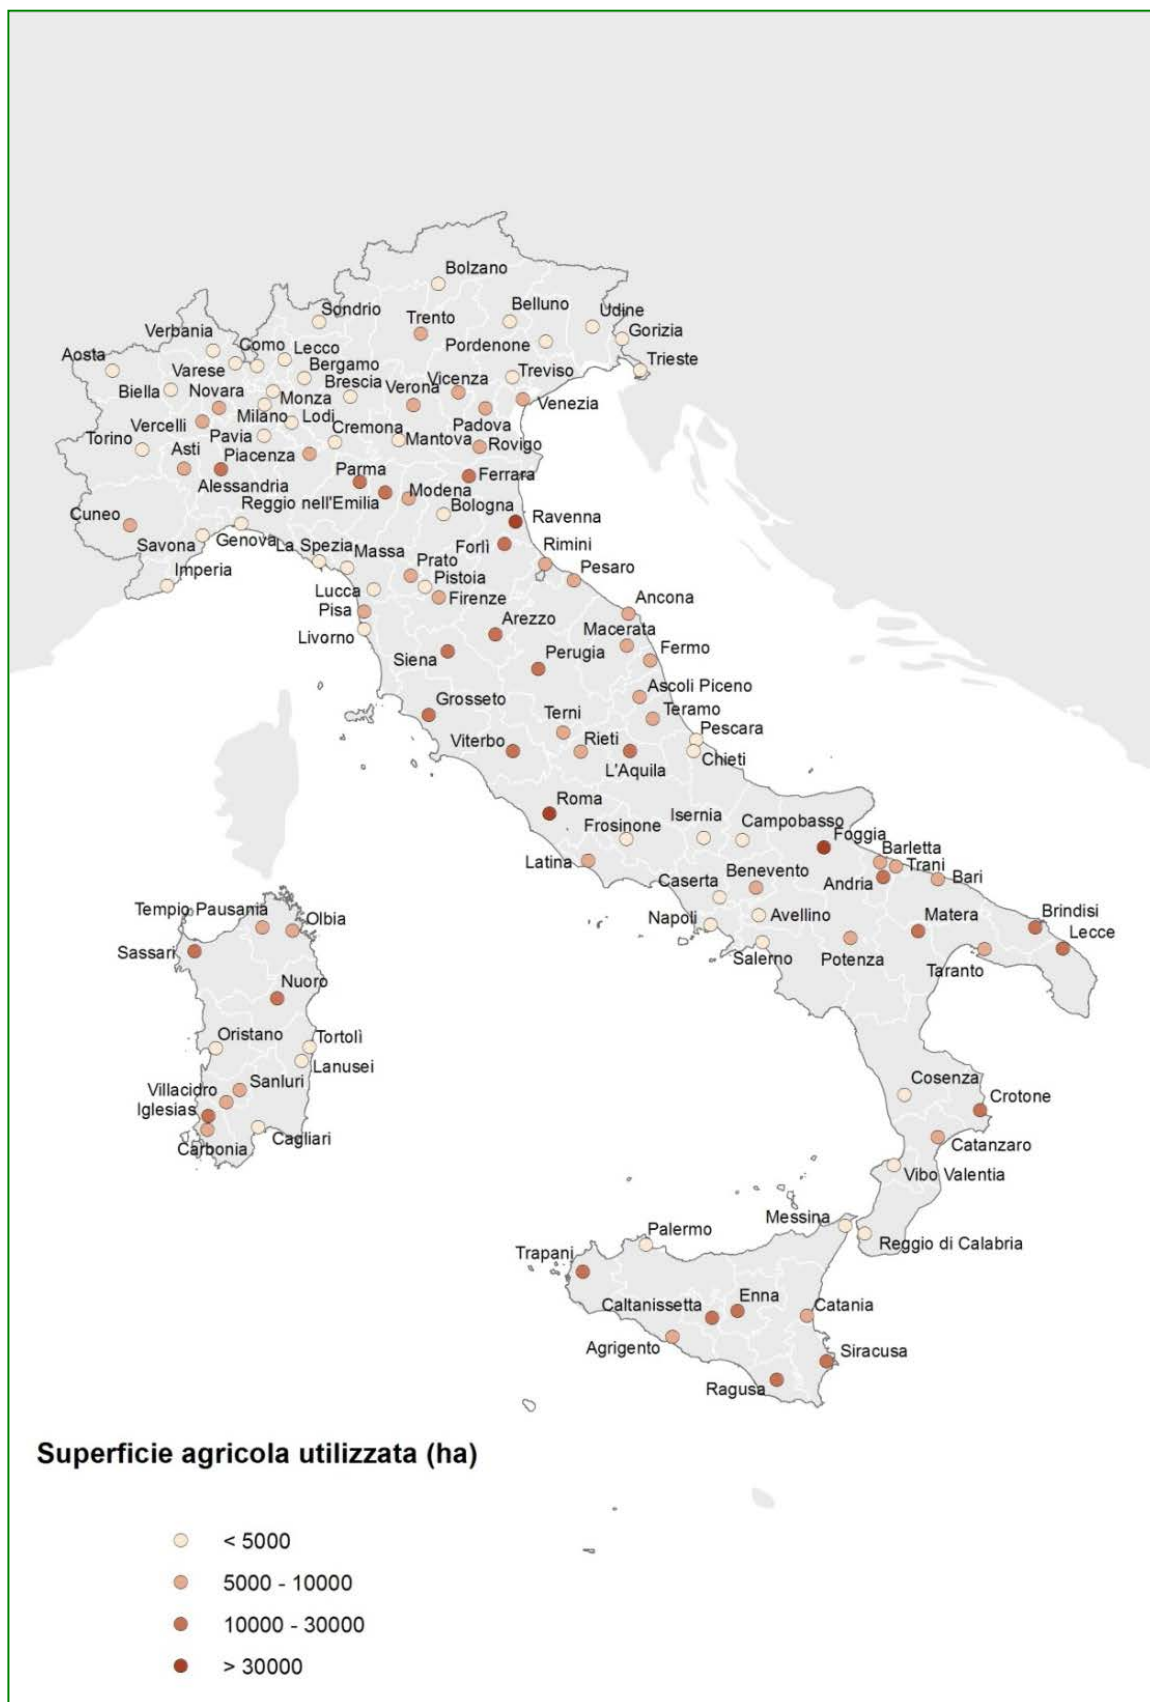 Bolzano
Sondrio
Belluno
Udine
Trento
Verbania
Gorizia
Como
Lecco
Pordenone
Aosta
Trieste
Varese
Bergamo
Treviso
Biella
Novara
Brescia
Verona
Vicenza
Monza
Venezia
Vercelli
Milano
Lodi
Padova
Torino
Pavia
Cremona
Mantova
Rovigo
Asti
Piacenza
Parma
Ferrara
Alessandria
Modena
Reggio nell'Emilia
Bologna
Cuneo
Ravenna
Savona
Genova
La Spezia
Massa
Forlì
Rimini
Prato
Pesaro
Imperia
Pistoia
Lucca
Firenze
Pisa
Ancona
Arezzo
Livorno
Macerata
Siena
Perugia
Fermo
Grosseto
Ascoli Piceno
Terni
Teramo
Viterbo
Rieti
Pescara
L'Aquila
Chieti
Roma
Isernia
Campobasso
Frosinone
Foggia
Latina
Barletta
Benevento
Trani
Caserta
Andria
Bari
Tempio Pausania
Olbia
Napoli
Avellino
Matera
Brindisi
Lecce
Sassari
Salerno
Potenza
Taranto
Nuoro
Oristano
Tortolì
Lanusei
Villacidro
Sanluri
Cosenza
Iglesias
Crotone
Carbonia
Cagliari
Catanzaro
Vibo Valentia
Messina
Palermo
Reggio di Calabria
Trapani
Enna
Caltanissetta
Catania
Agrigento
Siracusa
Ragusa
Superficie agricola utilizzata (ha)
< 5000
5000 - 10000
10000 - 30000
> 30000